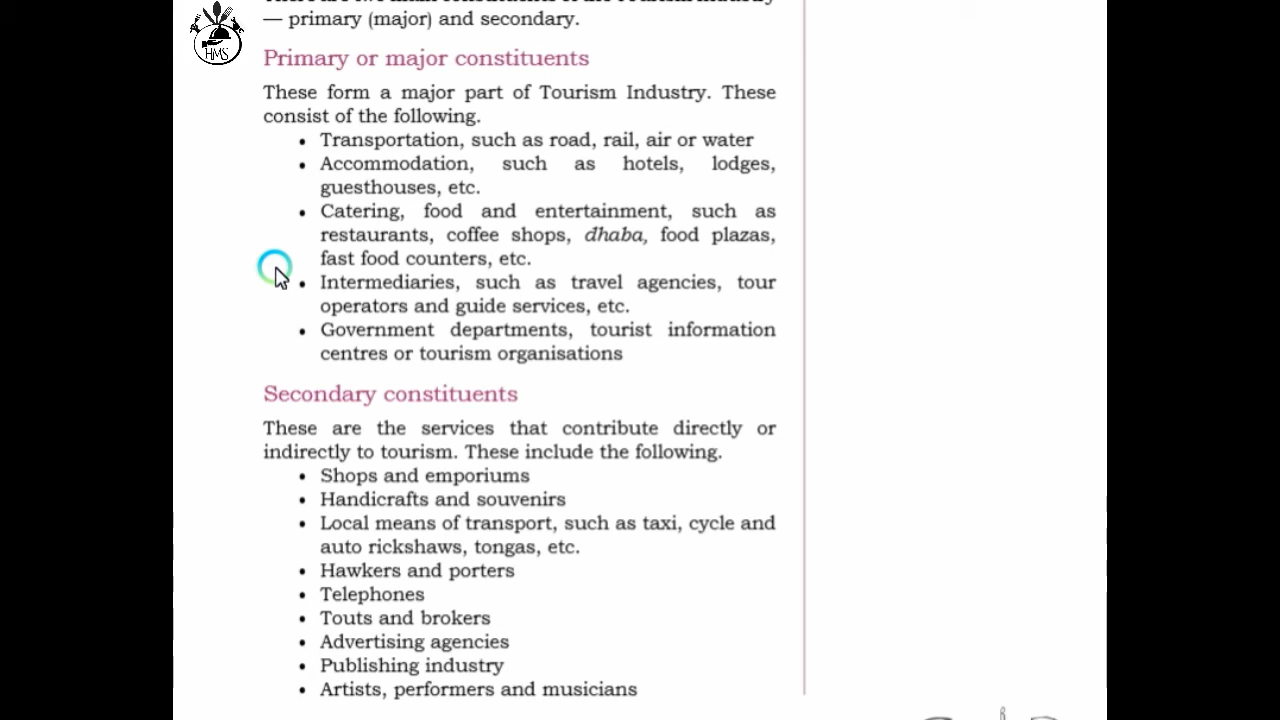 — primary (major) and secondary.
HMS
Primary or major constituents
These form a major part of Tourism Industry. These
consist of the following.
• Transportation, such as road, rail, air or water
• Accommodation, such as hotels, lodges,
guesthouses, etc.
• Catering, food and entertainment, such as
restaurants, coffee shops, dhaba, food plazas,
fast food counters, etc.
• Intermediaries, such as travel agencies, tour
operators and guide services, etc.
• Government departments, tourist information
centres or tourism organisations
Secondary constituents
These are the services that contribute directly or
indirectly to tourism. These include the following.
• Shops and emporiums
• Handicrafts and souvenirs
• Local means of transport, such as taxi, cycle and
auto rickshaws, tongas, etc.
• Hawkers and porters
• Telephones
• Touts and brokers
• Advertising agencies
• Publishing industry
• Artists, performers and musicians